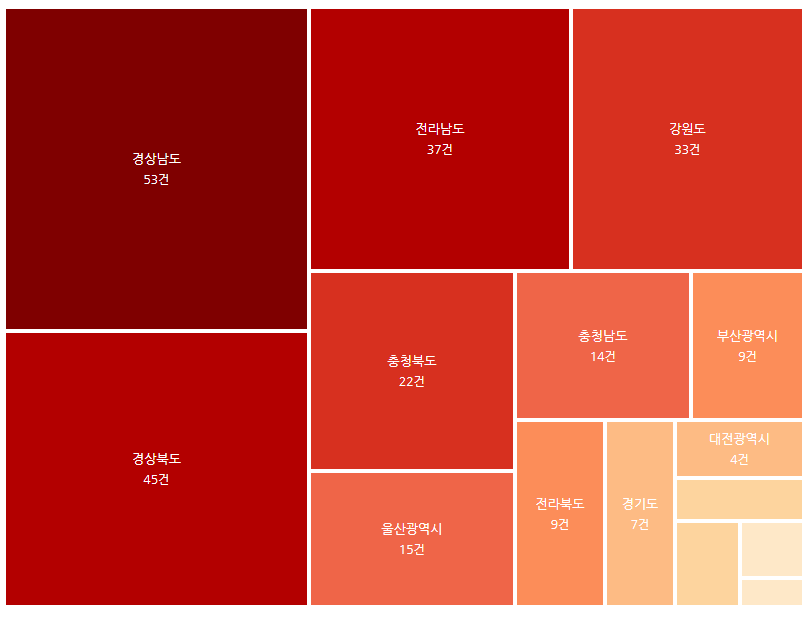 경상남도
53건
전라남도
37건
강원도
33건
경상북도
45건
충청북도
22건
충청남도
14건
부산광역시
9건
울산광역시
15건
전라북도
9건
경기도
7건
대전광역시
4건